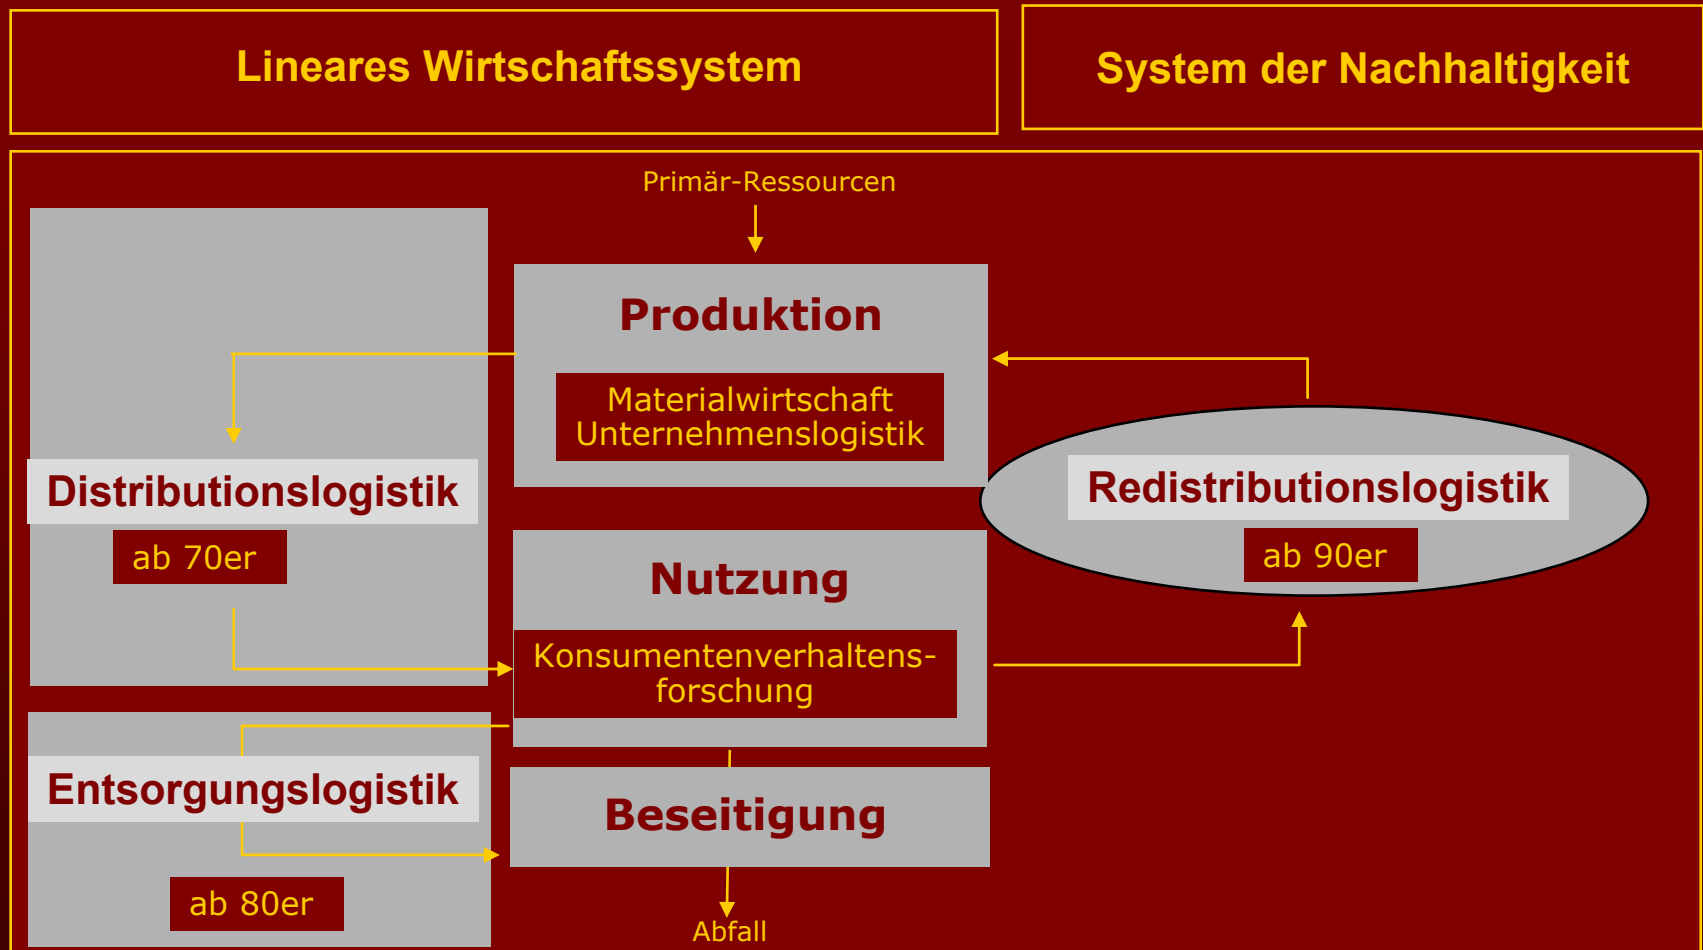 Lineares Wirtschaftssystem
System der Nachhaltigkeit
Primär-Ressourcen
Produktion
Materialwirtschaft
Unternehmenslogistik
Distributionslogistik
ab 70er
Redistributionslogistik
ab 90er
Nutzung
Konsumentenverhaltens-
forschung
Entsorgungslogistik
ab 80er
Beseitigung
Abfall